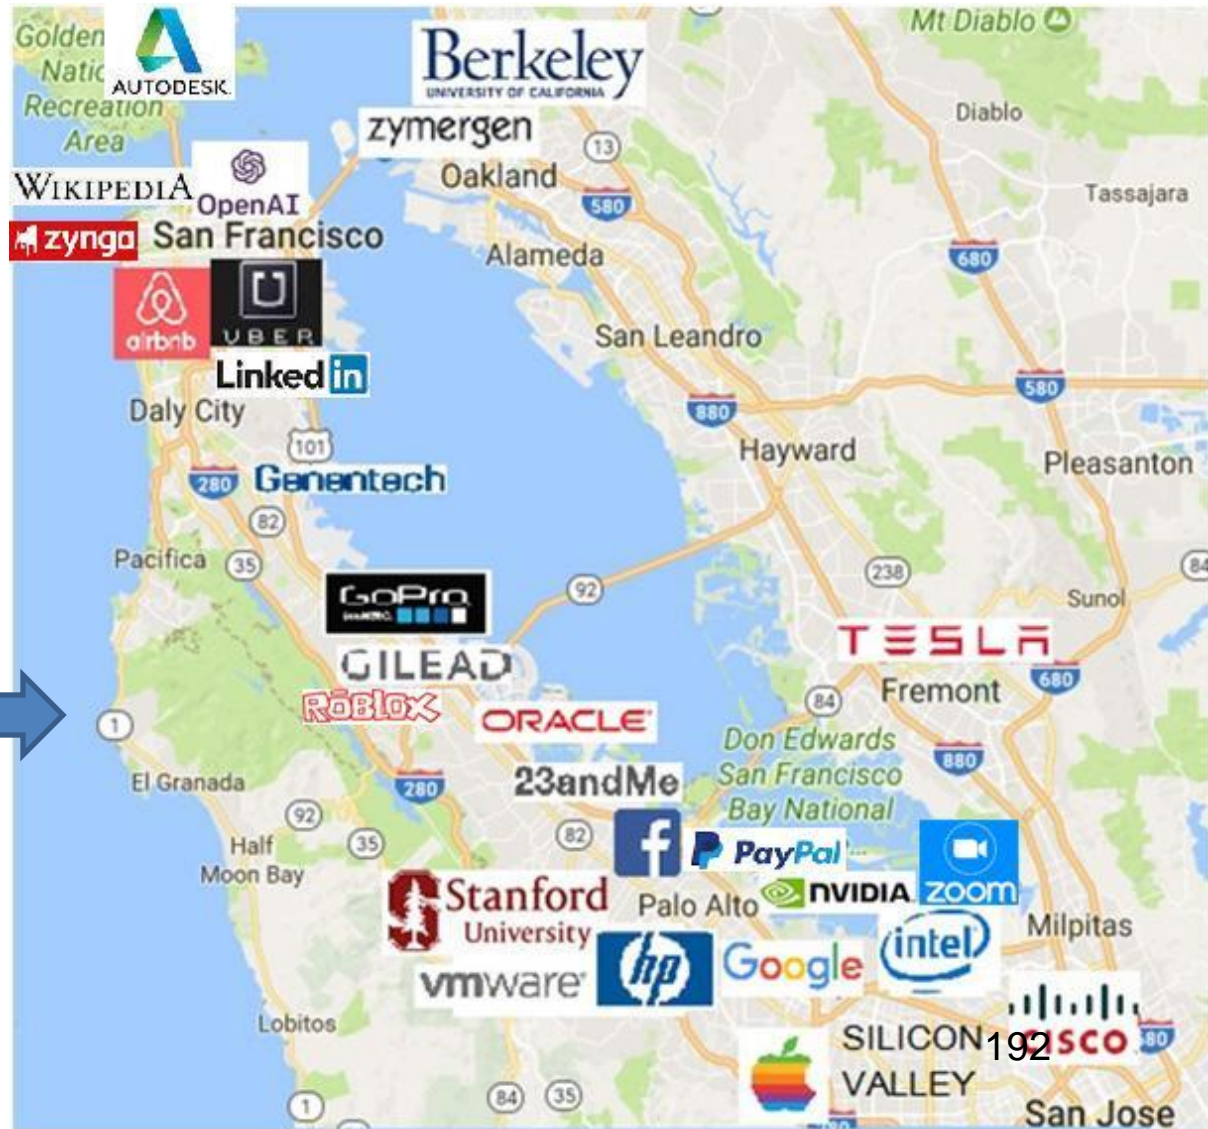 Golden
Natio
Recreation
Area
AUTODESK.
Berkeley
UNIVERSITY OF CALIFORNIA
Mt Diablo
Diablo
zymergen
13
Oakland
580
Tassajara
WIKIPEDIA
OpenAI
zynga
San Francisco
Alameda
680
airbnb
UBER
San Leandro
Linked in
580
Daly City
880
101
Hayward
Pleasanton
280
Genentech
82
Pacifica
35
238
84
92
Sunol
GoPro
TESLA
GILEAD
Fremont
680
ROBLOX
ORACLE
84
1
Don Edwards
San Francisco
Bay National
880
El Granada
280
23andMe
92
82
35
f
PayPal
Half
Moon Bay
nVIDIA
zoom
Stanford
University
Palo Alto
Milpitas
vmware
hp
Google
intel
Lobitos
SILICON
VALLEY
192
CISCO
680
84
35
1
280
San Jose